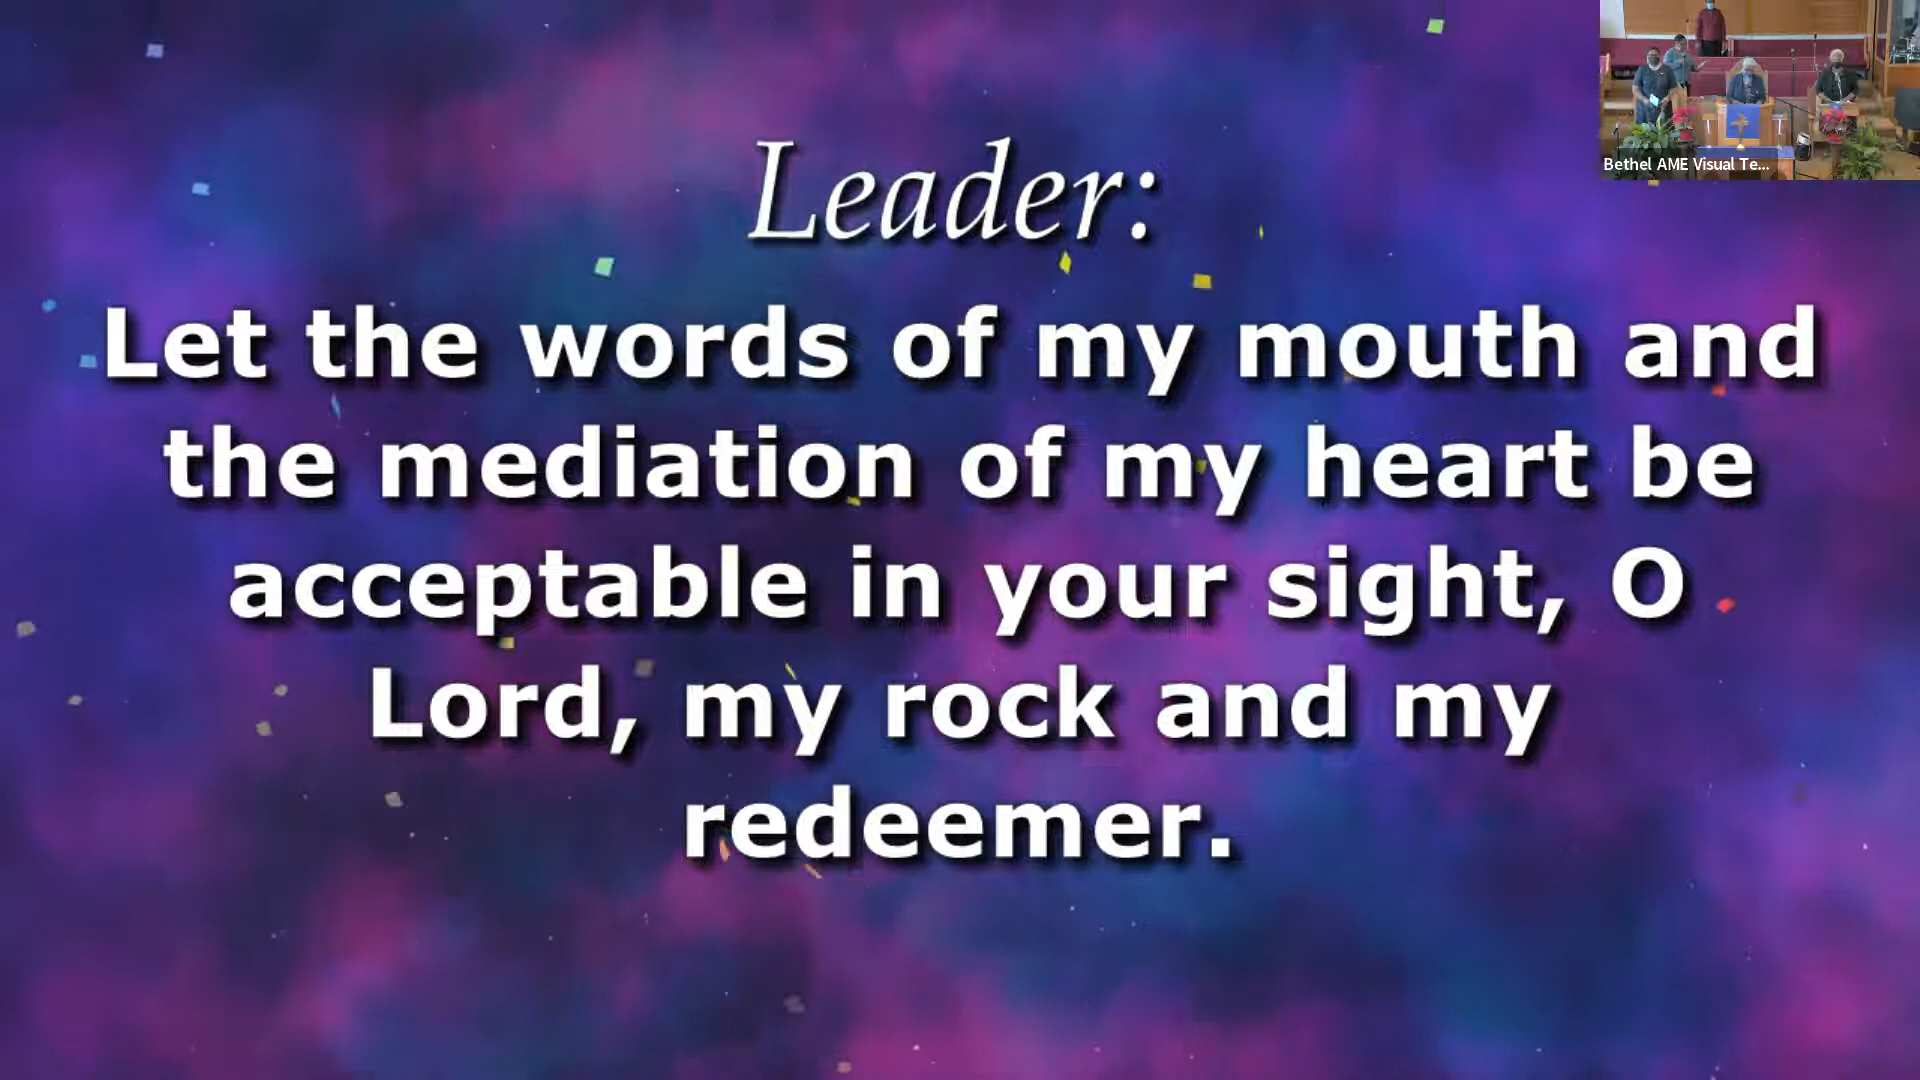 Leader:
Let the words of my mouth and
the mediation of my heart be
acceptable in your sight, O
Lord, my rock and my
redeemer.
Bethel AME Visual Te...